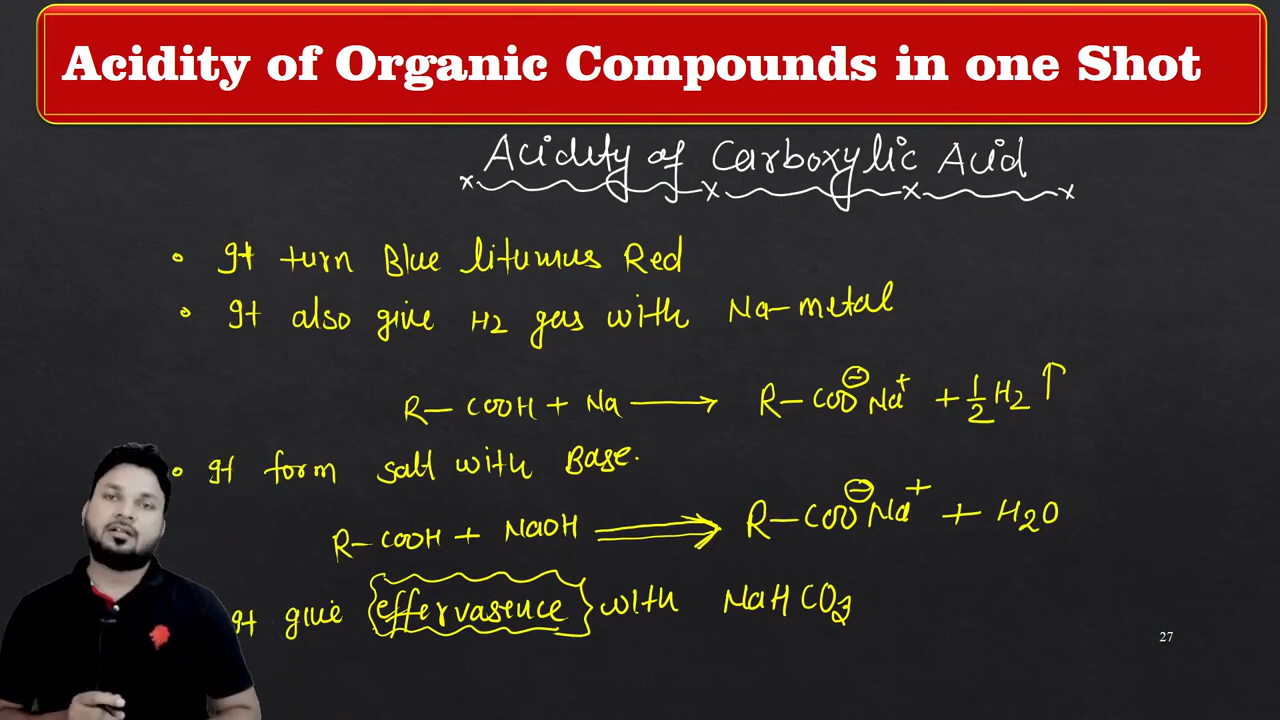 Acidity of Organic Compounds in one Shot
Acidity of Carboxylic Acid
• It turn Blue litumus Red
• It also give H2 gas with Na-metal
R-COOH + Na → R-COO⊖Na+ + 1/2 H2 ↑
• It form salt with Base.
R-COOH + NaOH ⟹ R-COO⊖Na+ + H2O
It give {effervasence} with NaHCO3
27